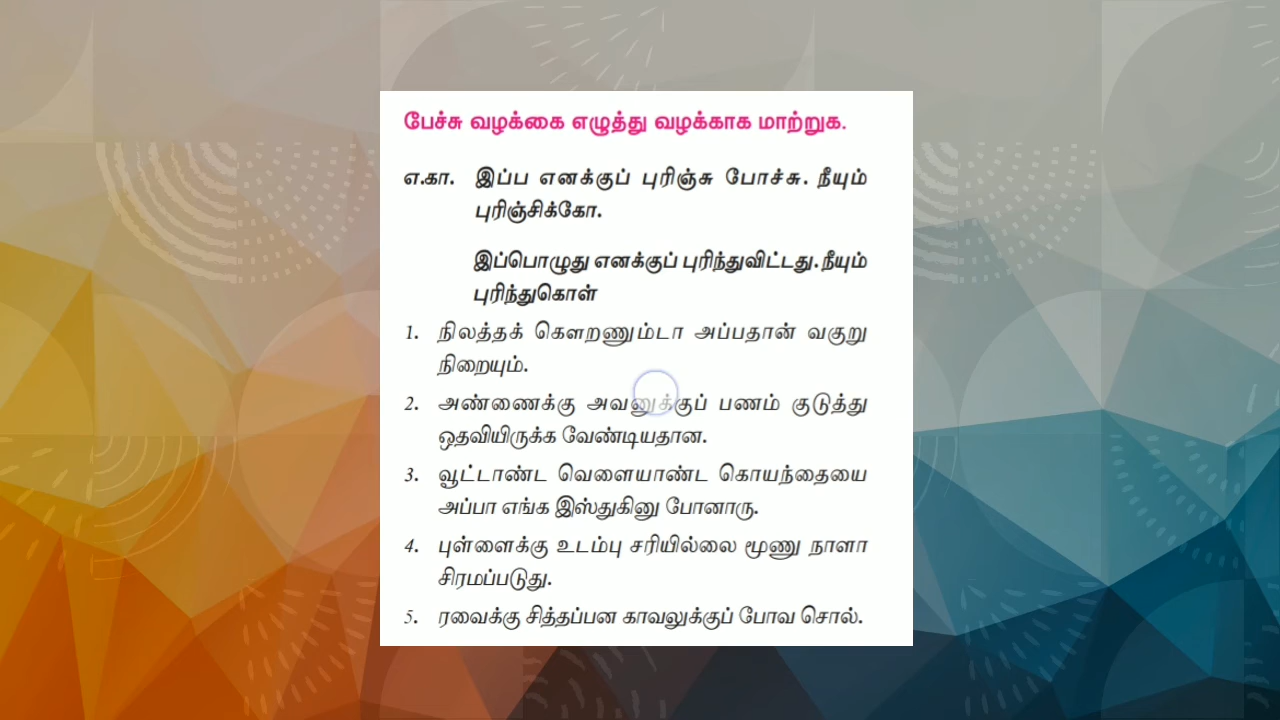 பேச்சு வழக்கை எழுத்து வழக்காக மாற்றுக.
எ.கா. இப்ப எனக்குப் புரிஞ்சு போச்சு. நீயும்
புரிஞ்சிக்கோ.
இப்பொழுது எனக்குப் புரிந்துவிட்டது.நீயும்
புரிந்துகொள்
1. நிலத்தக் கௌறணும்டா அப்பதான் வகுறு
நிறையும்.
2. அண்ணைக்கு அவனுக்குப் பணம் குடுத்து
ஒதவியிருக்க வேண்டியதான.
3. வூட்டாண்ட வெளையாண்ட கொயந்தையை
அப்பா எங்க இஸ்துகினு போனாரு.
4. புள்ளைக்கு உடம்பு சரியில்லை மூணு நாளா
சிரமப்படுது.
5. ரவைக்கு சித்தப்பன காவலுக்குப் போவ சொல்.